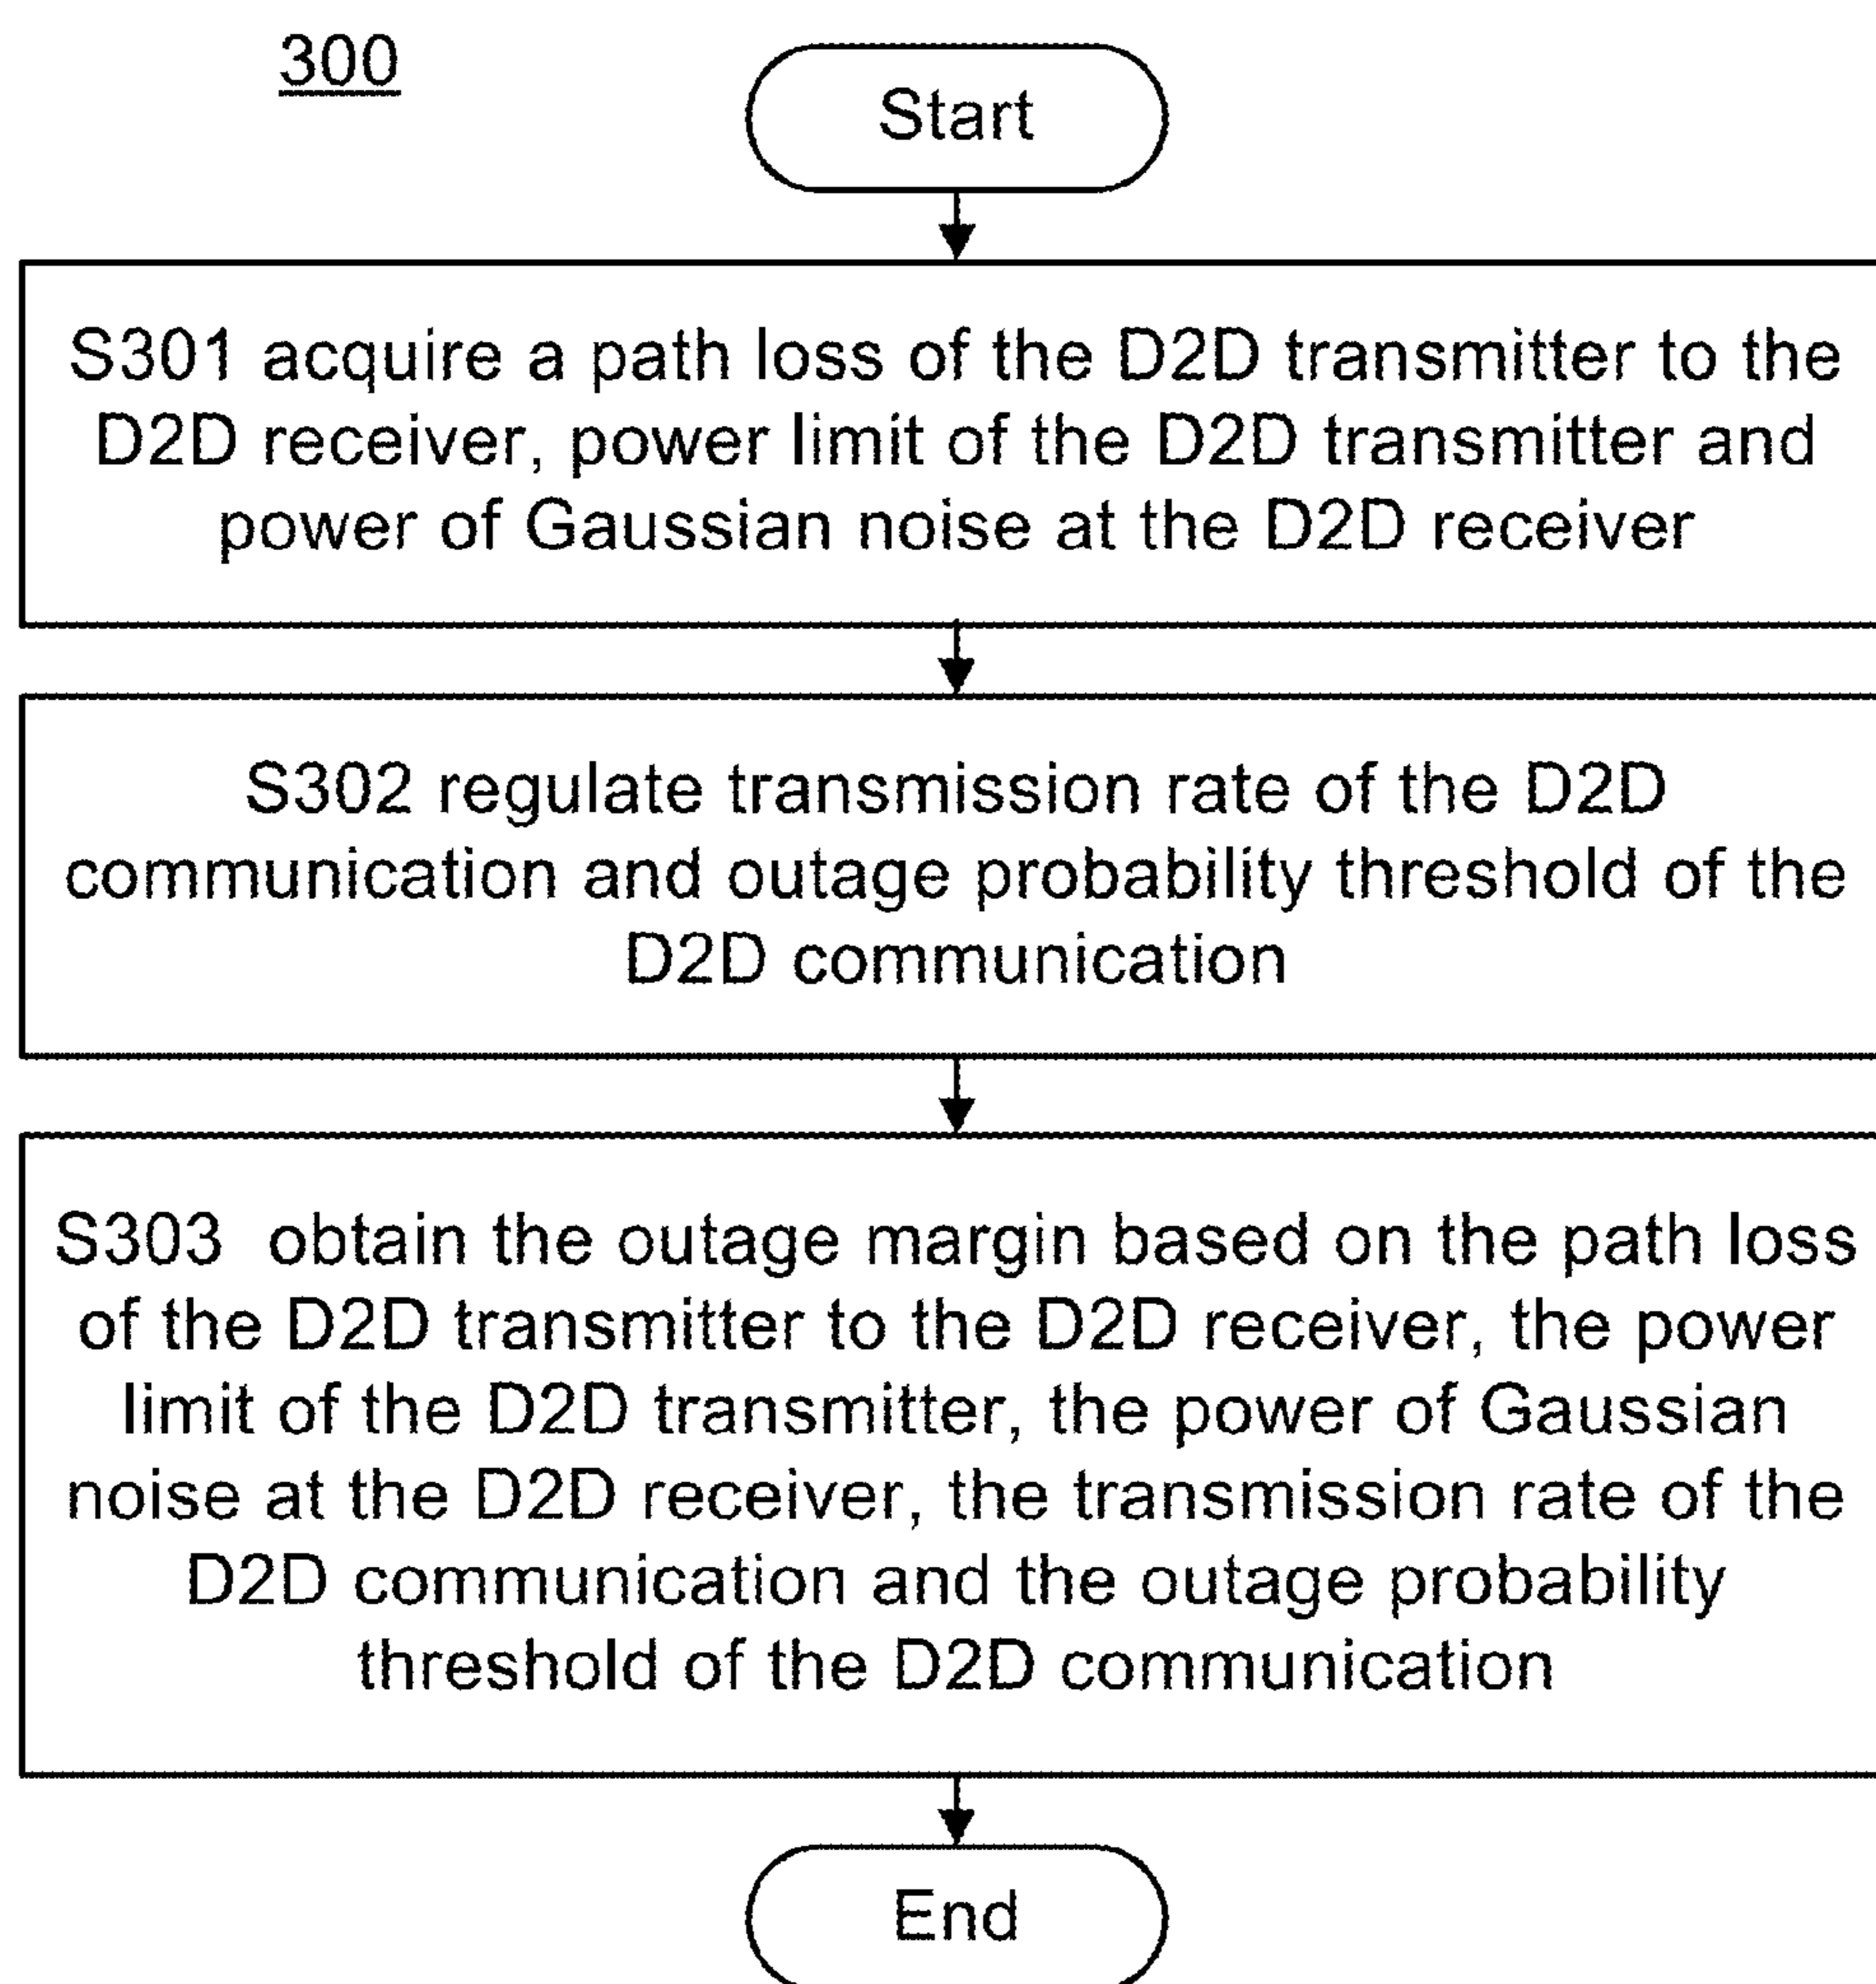 300
Start
S301 acquire a path loss of the D2D transmitter to the
D2D receiver, power limit of the D2D transmitter and
power of Gaussian noise at the D2D receiver
S302 regulate transmission rate of the D2D
communication and outage probability threshold of the
D2D communication
S303 obtain the outage margin based on the path loss
of the D2D transmitter to the D2D receiver, the power
limit of the D2D transmitter, the power of Gaussian
noise at the D2D receiver, the transmission rate of the
D2D communication and the outage probability
threshold of the D2D communication
End